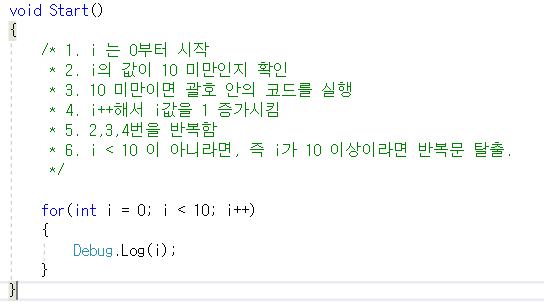 void Start()
{
/* 1. i 는 0부터 시작
* 2. i의 값이 10 미만인지 확인
* 3. 10 미만이면 괄호 안의 코드를 실행
* 4. i++해서 i값을 1 증가시킴
* 5. 2,3,4번을 반복함
* 6. i < 10 이 아니라면, 즉 i가 10 이상이라면 반복문 탈출.
*/
for(int i = 0; i < 10; i++)
{
Debug.Log(i);
}
}